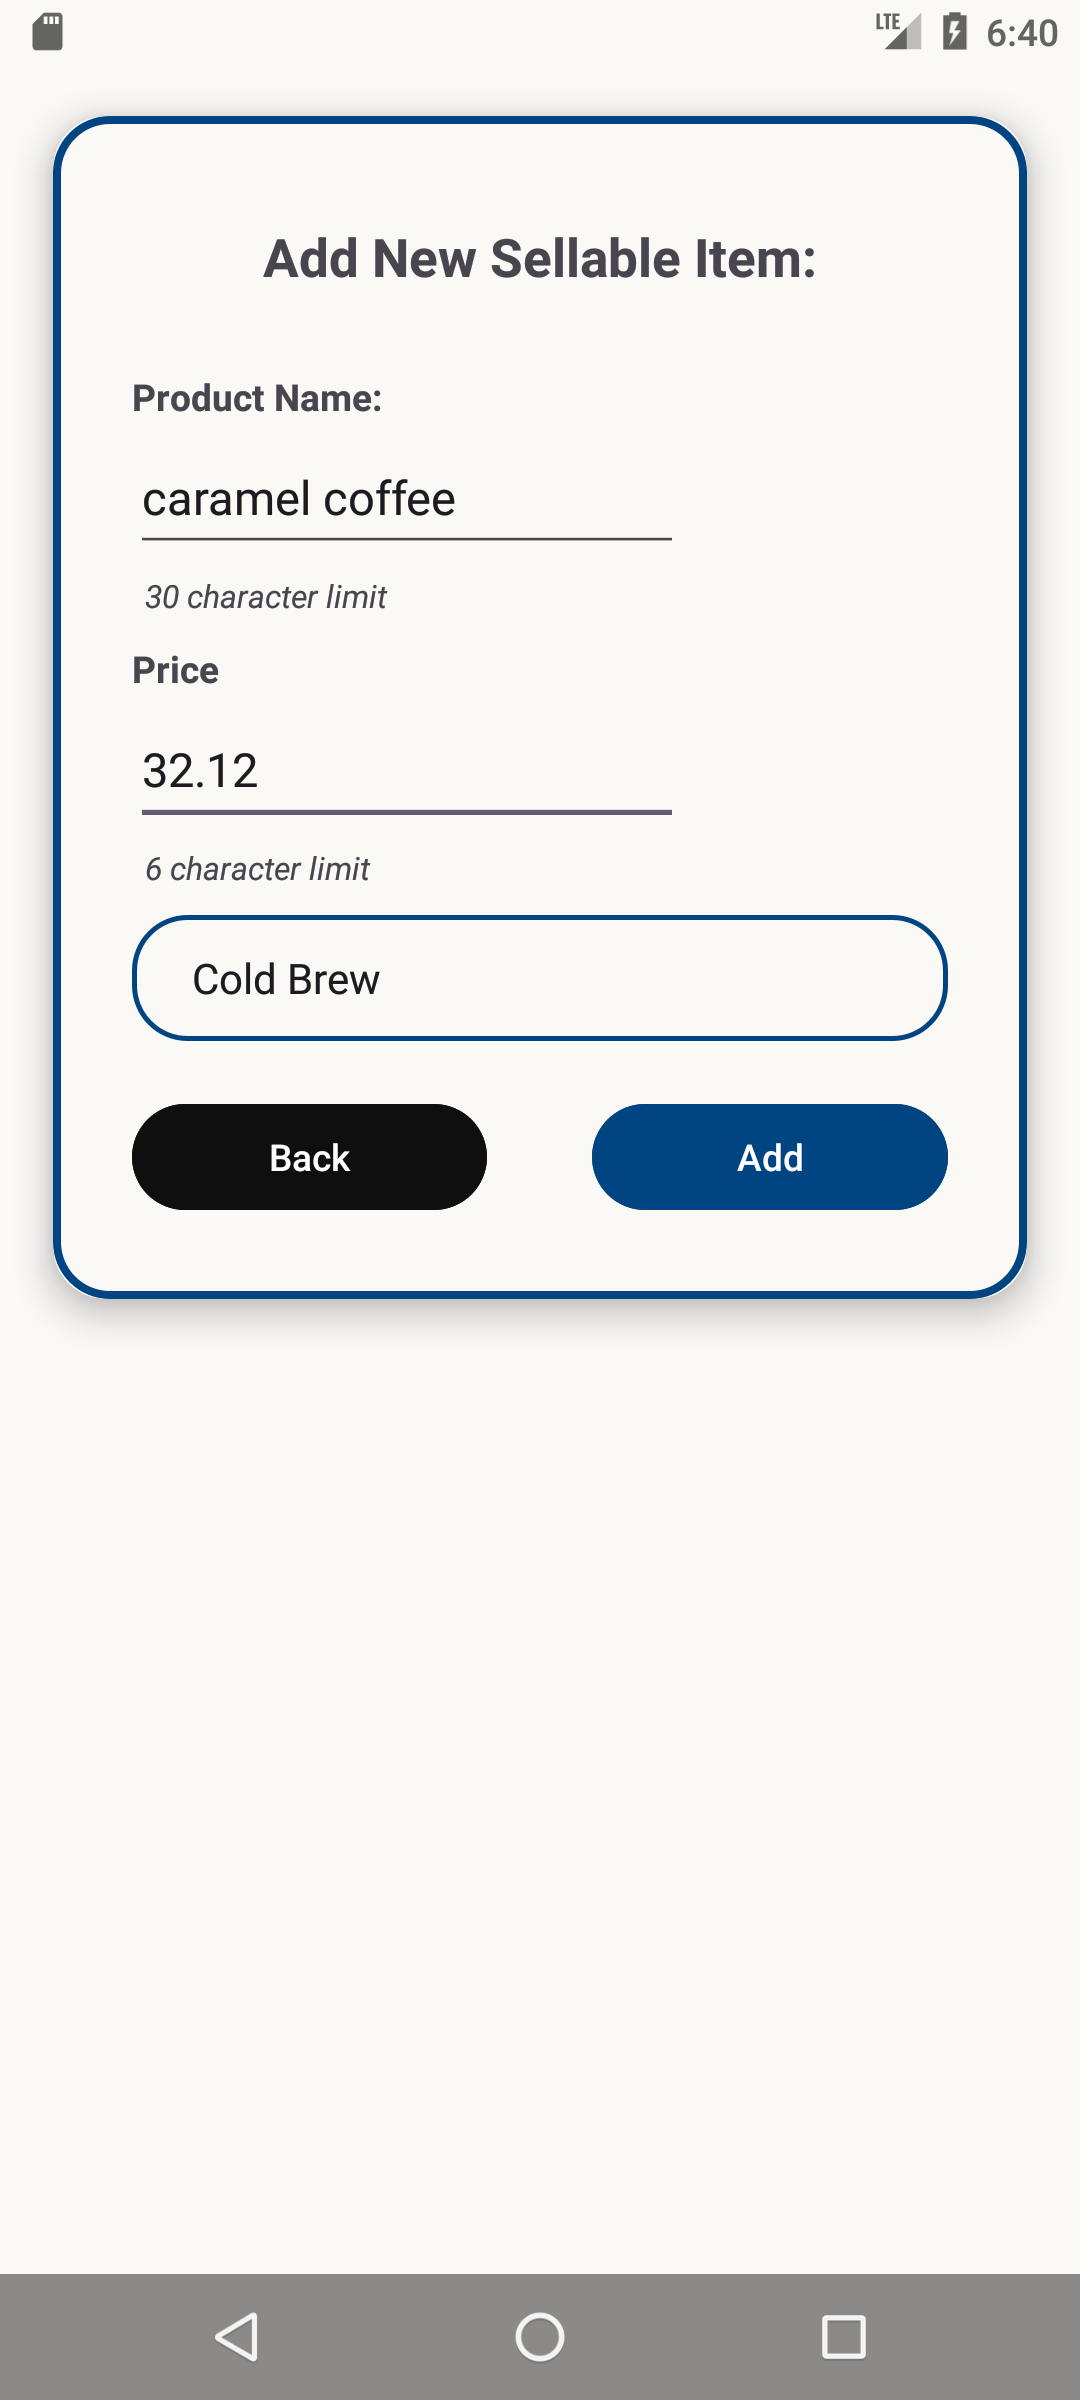 LTE 6:40
Add New Sellable Item:
Product Name:
caramel coffee
30 character limit
Price
32.12
6 character limit
Cold Brew
Back Add